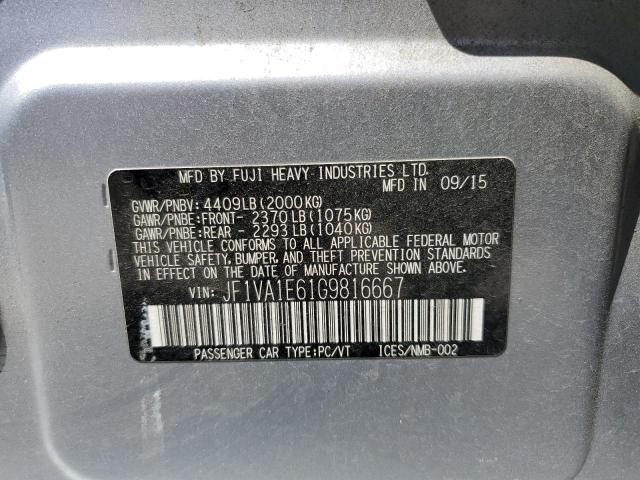 MFD BY FUJI HEAVY INDUSTRIES LTD.
MFD IN 09/15
GVWR/PNBV: 4409LB(2000KG)
GAWR/PNBE:FRONT- 2370LB(1075KG)
GAWR/PNBE:REAR - 2293LB(1040KG)
THIS VEHICLE CONFORMS TO ALL APPLICABLE FEDERAL MOTOR
VEHICLE SAFETY, BUMPER, AND THEFT PREVENTION STANDARDS
IN EFFECT ON THE DATE OF MANUFACTURE SHOWN ABOVE.
VIN: JF1VA1E61G9816667
PASSENGER CAR TYPE:PC/VT ICES/NMB-002